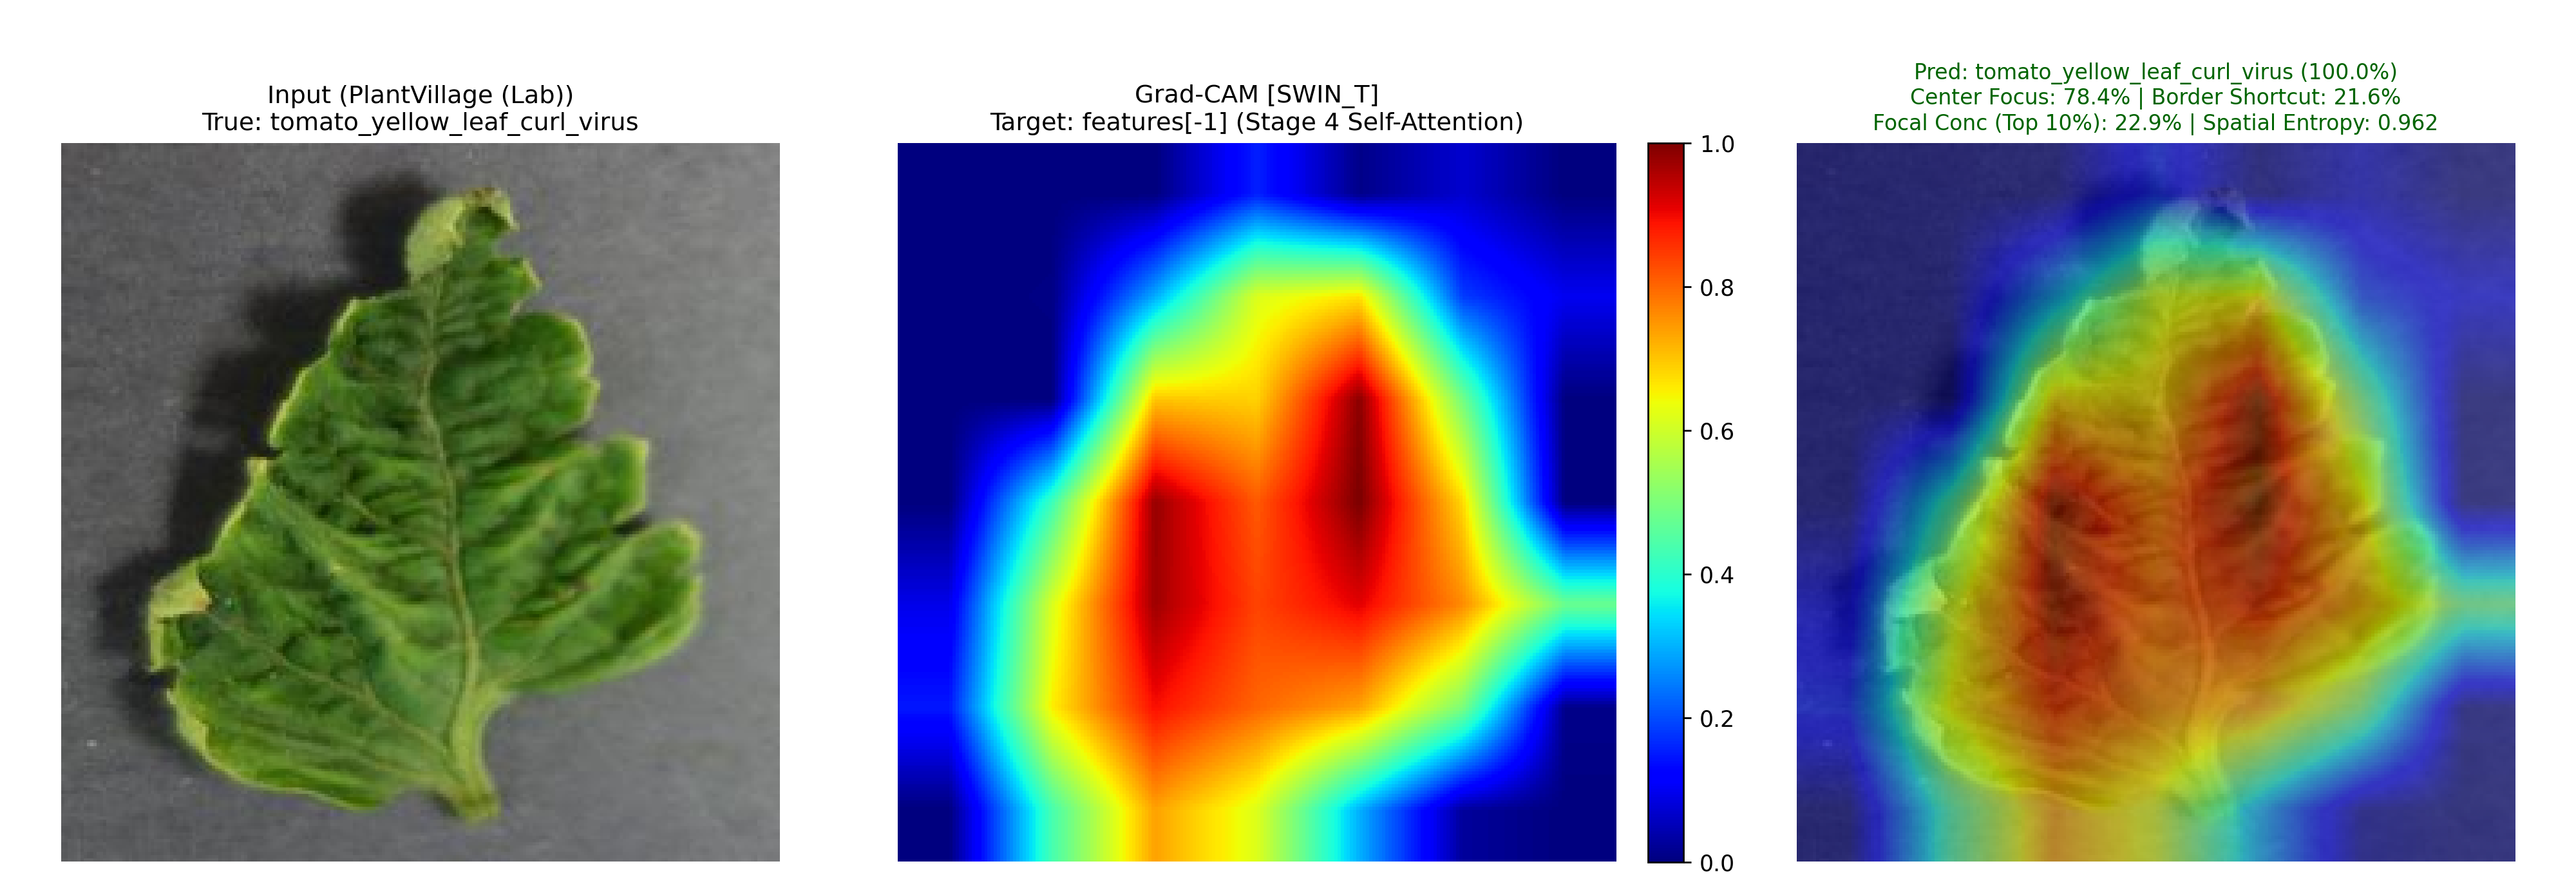 Input (PlantVillage (Lab))
True: tomato_yellow_leaf_curl_virus
Grad-CAM [SWIN_T]
Target: features[-1] (Stage 4 Self-Attention)
1.0
0.8
0.6
0.4
0.2
0.0
Pred: tomato_yellow_leaf_curl_virus (100.0%)
Center Focus: 78.4% | Border Shortcut: 21.6%
Focal Conc (Top 10%): 22.9% | Spatial Entropy: 0.962